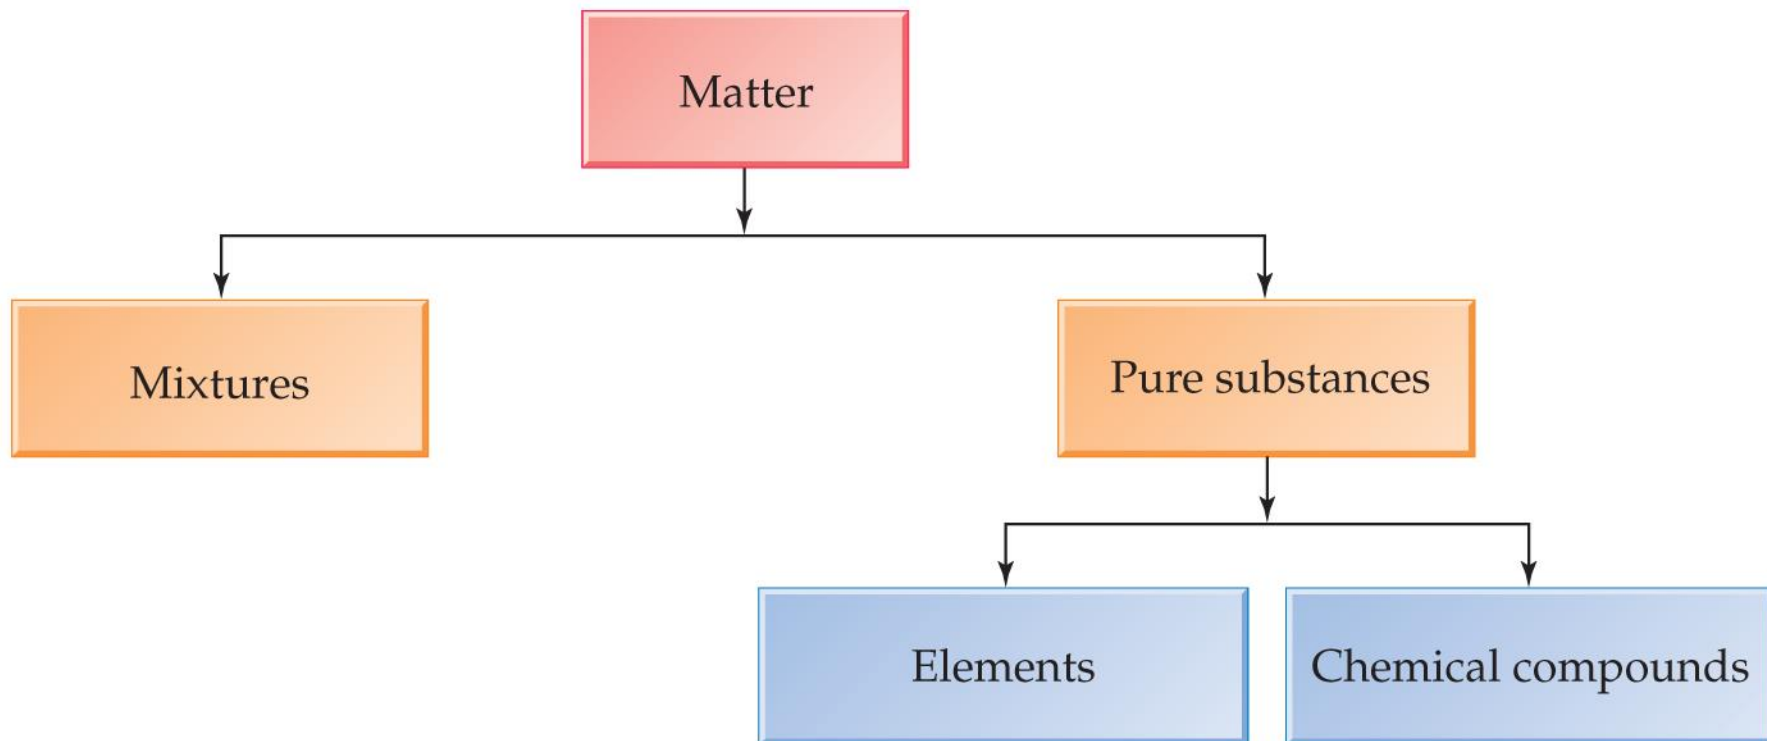 Matter
Mixtures
Pure substances
Elements
Chemical compounds